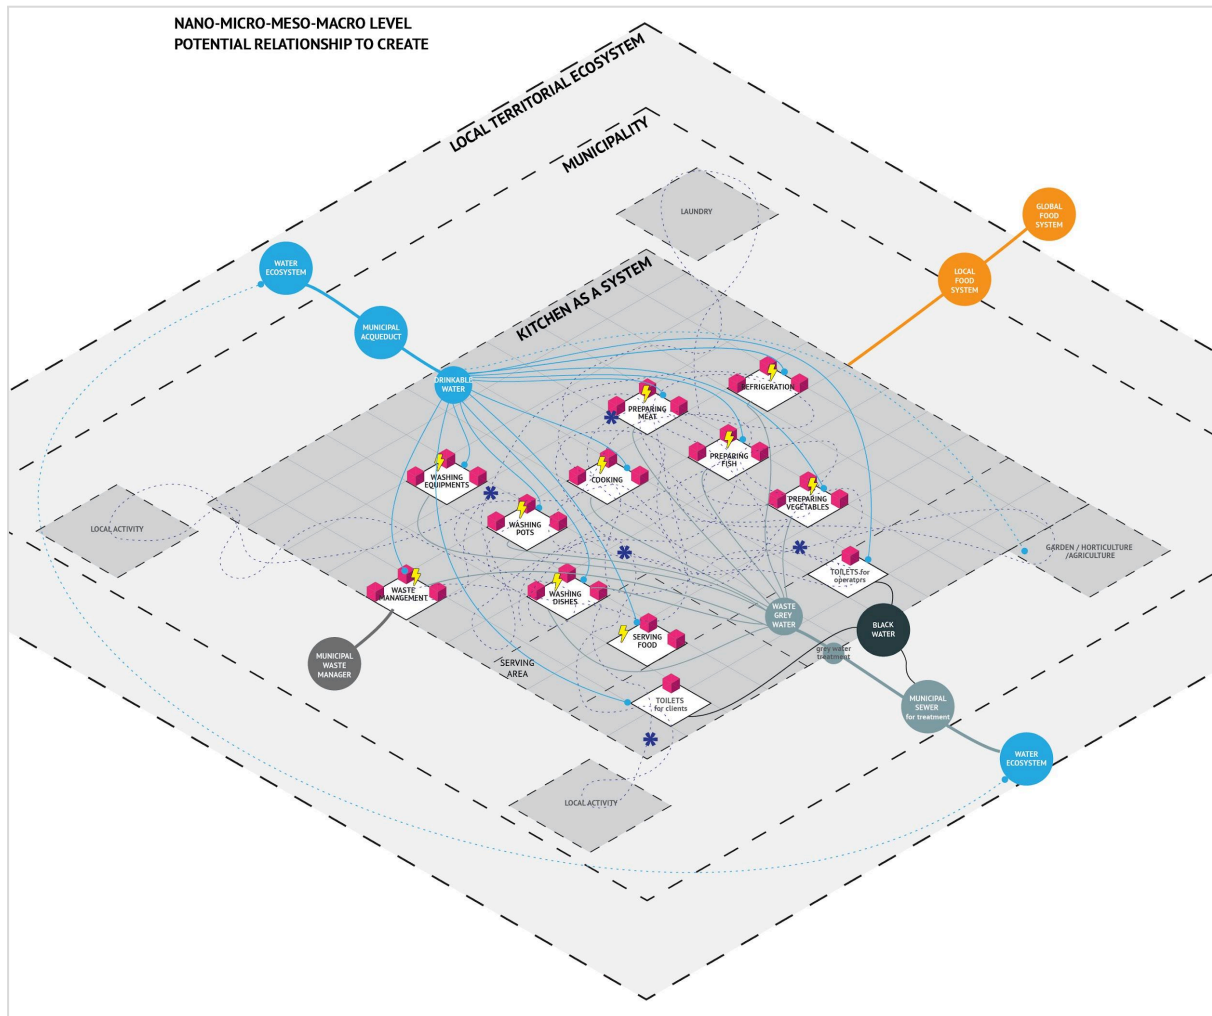 NANO-MICRO-MESO-MACRO LEVEL
POTENTIAL RELATIONSHIP TO CREATE
LOCAL TERRITORIAL ECOSYSTEM
MUNICIPALITY
LAUNDRY
GLOBAL
FOOD
SYSTEM
LOCAL
FOOD
SYSTEM
WATER
ECOSYSTEM
KITCHEN AS A SYSTEM
MUNICIPAL
ACQUEDUCT
DRINKABLE
WATER
REFRIGERATION
PREPARING
MEAT
PREPARING
FISH
WASHING
EQUIPMENTS
COOKING
PREPARING
VEGETABLES
WASHING
POTS
LOCAL ACTIVITY
GARDEN / HORTICULTURE
/AGRICULTURE
TOILETS for
operators
WASTE
MANAGEMENT
WASHING
DISHES
WASTE
GREY
WATER
BLACK
WATER
SERVING
FOOD
grey water
treatment
MUNICIPAL
WASTE
MANAGER
SERVING
AREA
TOILETS
for clients
MUNICIPAL
SEWER
for treatment
WATER
ECOSYSTEM
LOCAL ACTIVITY